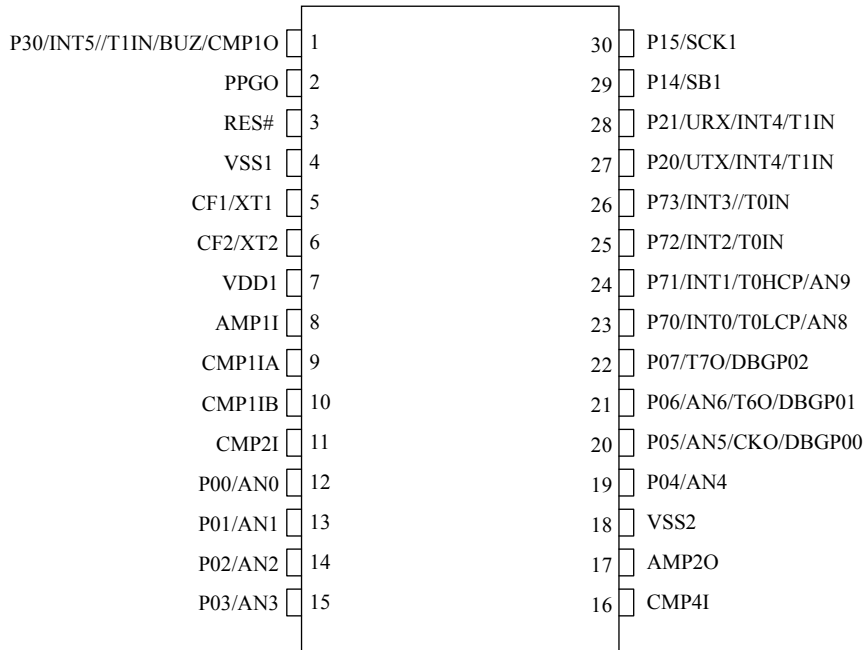 P30/INT5//T1IN/BUZ/CMP1O 1 30 P15/SCK1
PPGO 2 29 P14/SB1
RES# 3 28 P21/URX/INT4/T1IN
VSS1 4 27 P20/UTX/INT4/T1IN
CF1/XT1 5 26 P73/INT3//T0IN
CF2/XT2 6 25 P72/INT2/T0IN
VDD1 7 24 P71/INT1/T0HCP/AN9
AMP1I 8 23 P70/INT0/T0LCP/AN8
CMP1IA 9 22 P07/T7O/DBGP02
CMP1IB 10 21 P06/AN6/T6O/DBGP01
CMP2I 11 20 P05/AN5/CKO/DBGP00
P00/AN0 12 19 P04/AN4
P01/AN1 13 18 VSS2
P02/AN2 14 17 AMP2O
P03/AN3 15 16 CMP4I